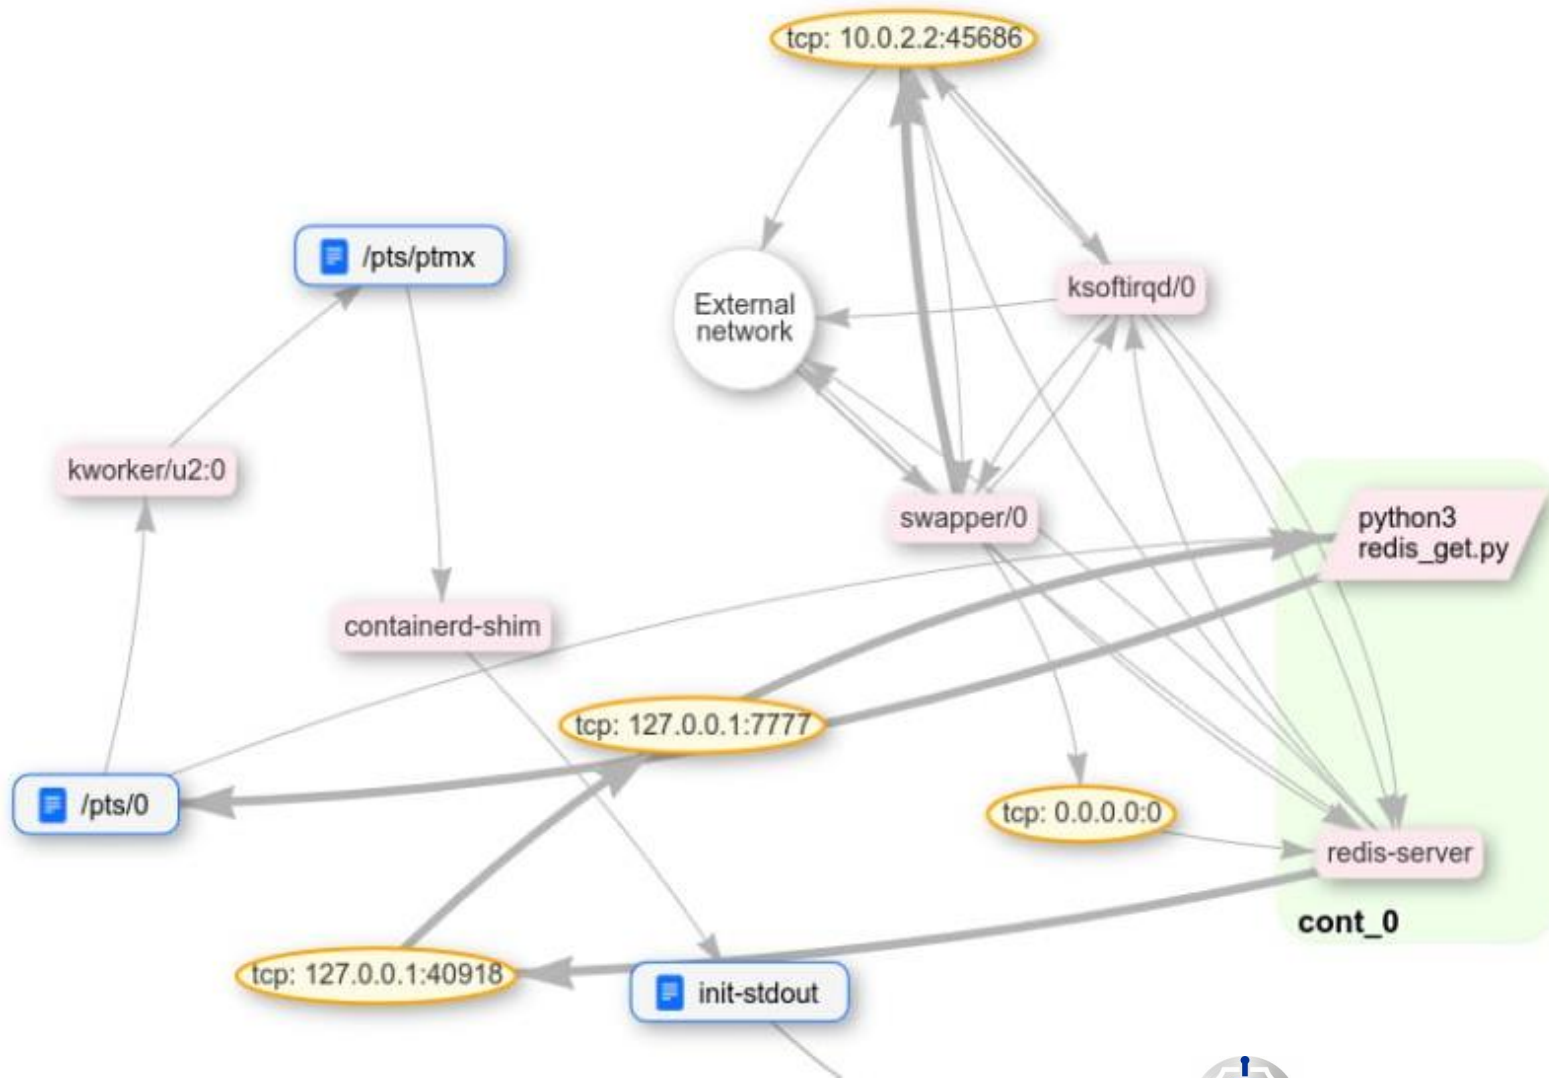 tcp: 10.0.2.2:45686
/pts/ptmx
External
network
ksoftirqd/0
kworker/u2:0
swapper/0
python3
redis_get.py
containerd-shim
tcp: 127.0.0.1:7777
/pts/0
tcp: 0.0.0.0:0
redis-server
cont_0
tcp: 127.0.0.1:40918
init-stdout